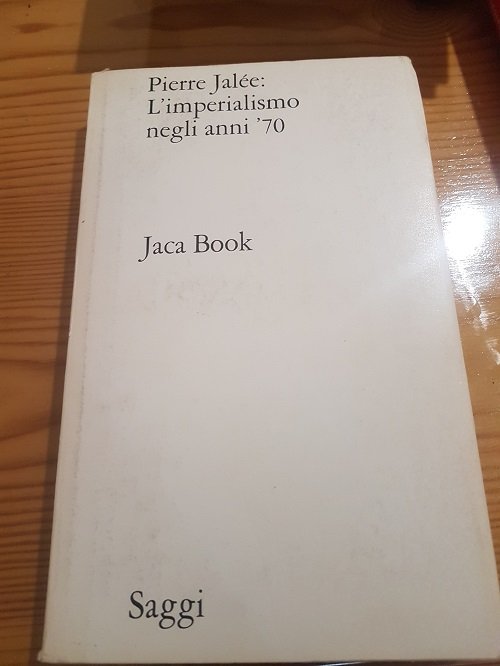 Pierre Jalée:
L'imperialismo
negli anni '70
Jaca Book
Saggi